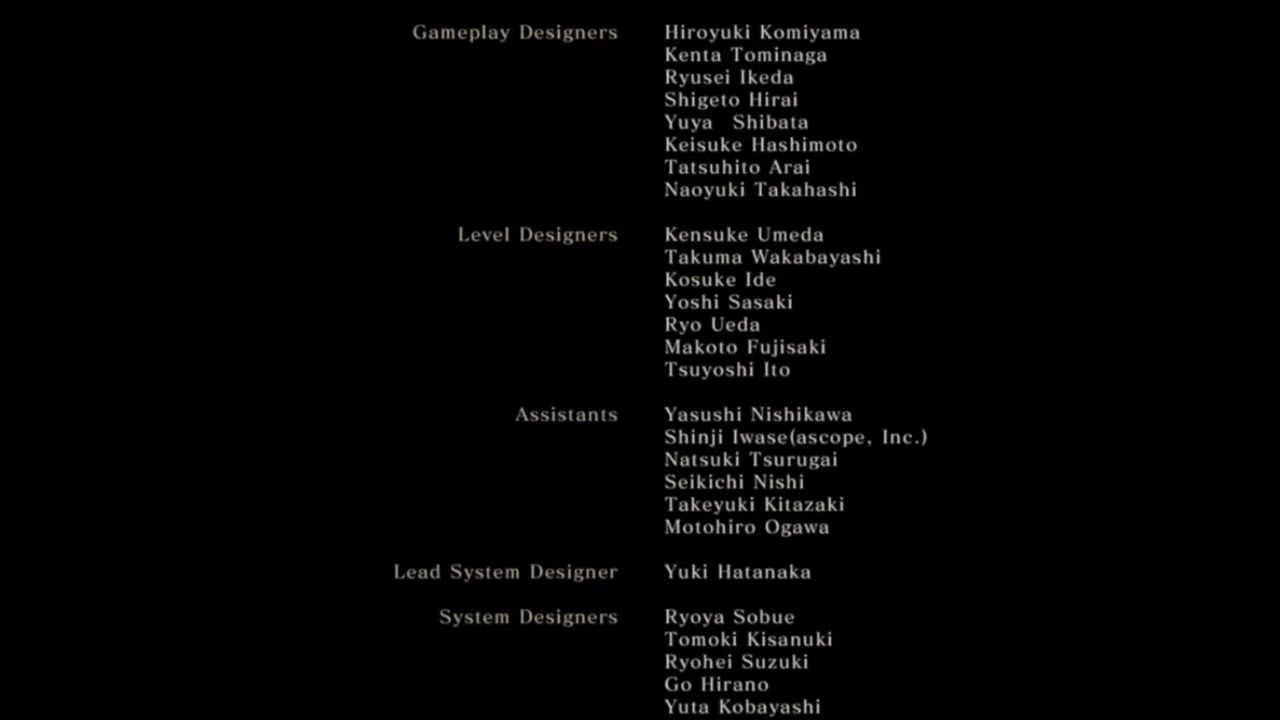 Gameplay Designers Hiroyuki Komiyama
Kenta Tominaga
Ryusei Ikeda
Shigeto Hirai
Yuya Shibata
Keisuke Hashimoto
Tatsuhito Arai
Naoyuki Takahashi
Level Designers Kensuke Umeda
Takuma Wakabayashi
Kosuke Ide
Yoshi Sasaki
Ryo Ueda
Makoto Fujisaki
Tsuyoshi Ito
Assistants Yasushi Nishikawa
Shinji Iwase(ascope, Inc.)
Natsuki Tsurugai
Seikichi Nishi
Takeyuki Kitazaki
Motohiro Ogawa
Lead System Designer Yuki Hatanaka
System Designers Ryoya Sobue
Tomoki Kisanuki
Ryohei Suzuki
Go Hirano
Yuta Kobayashi